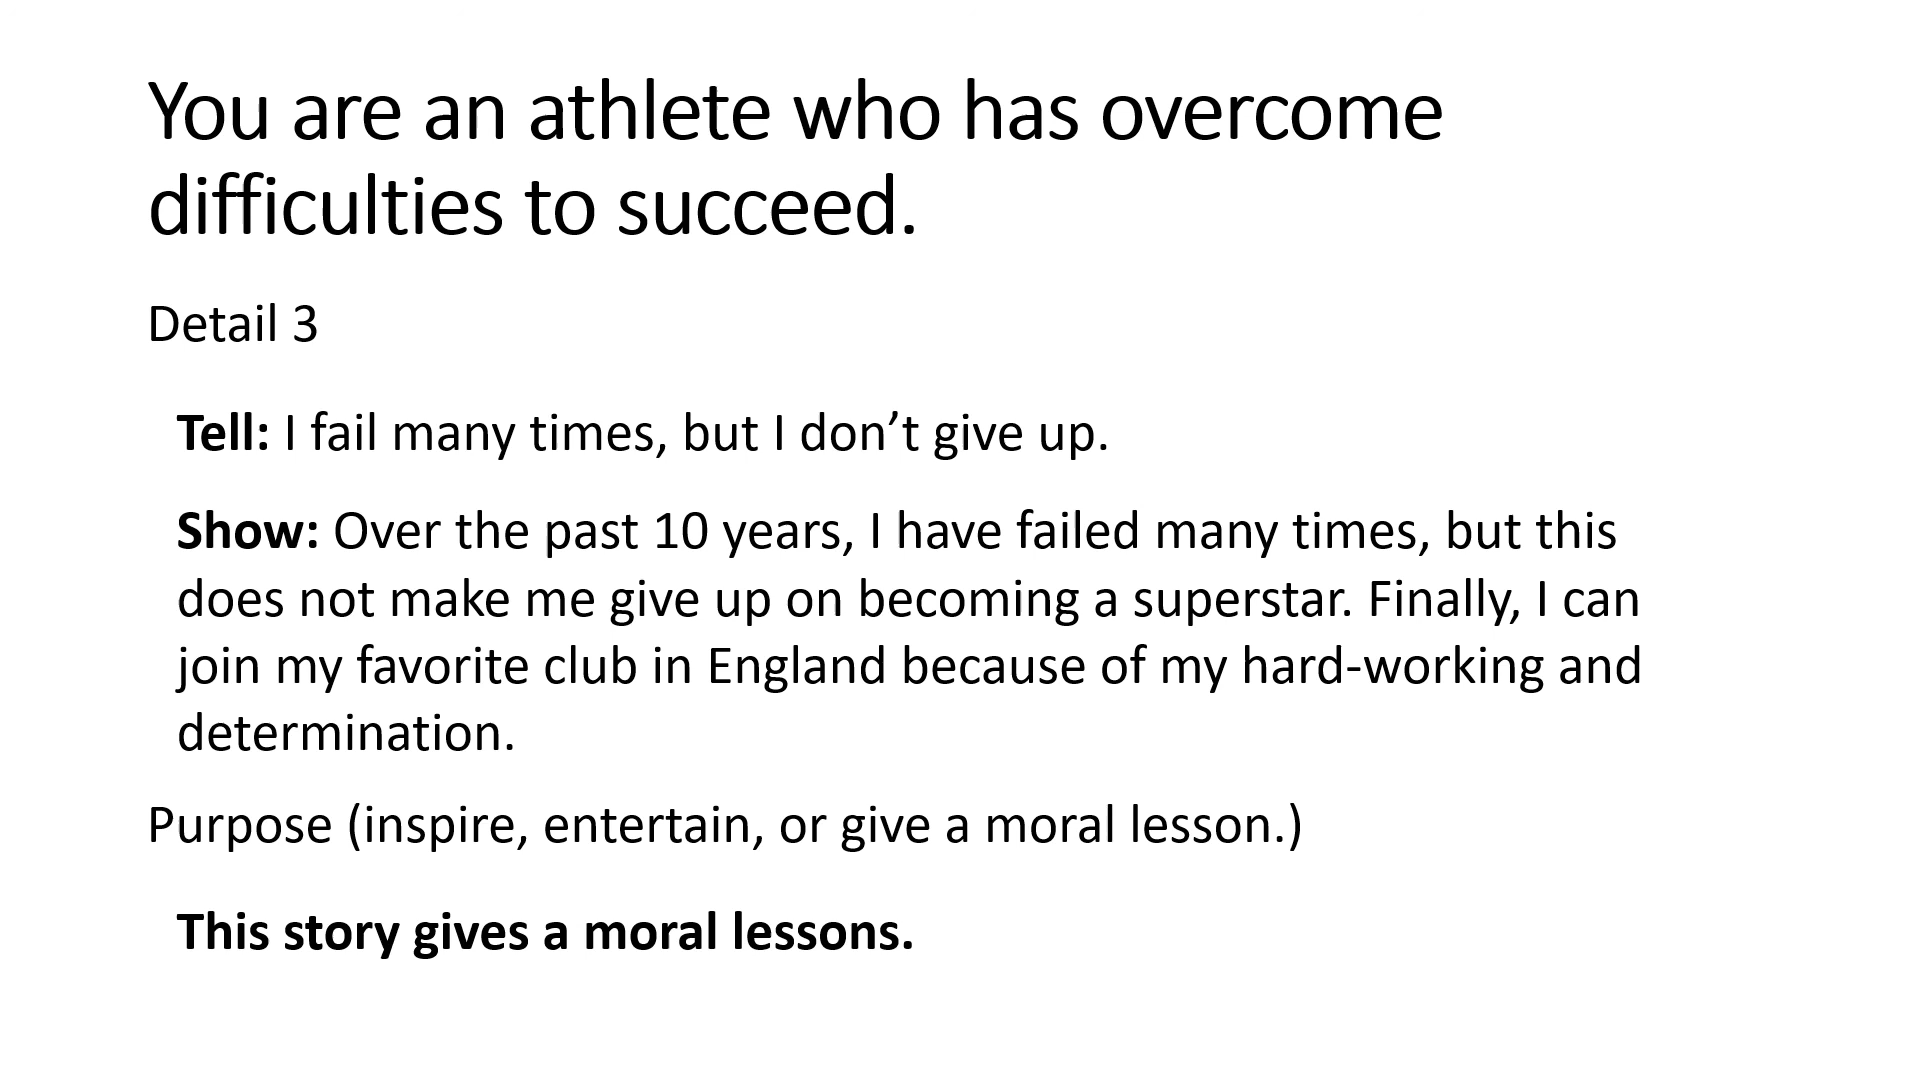 You are an athlete who has overcome
difficulties to succeed.
Detail 3
Tell: I fail many times, but I don’t give up.
Show: Over the past 10 years, I have failed many times, but this
does not make me give up on becoming a superstar. Finally, I can
join my favorite club in England because of my hard-working and
determination.
Purpose (inspire, entertain, or give a moral lesson.)
This story gives a moral lessons.